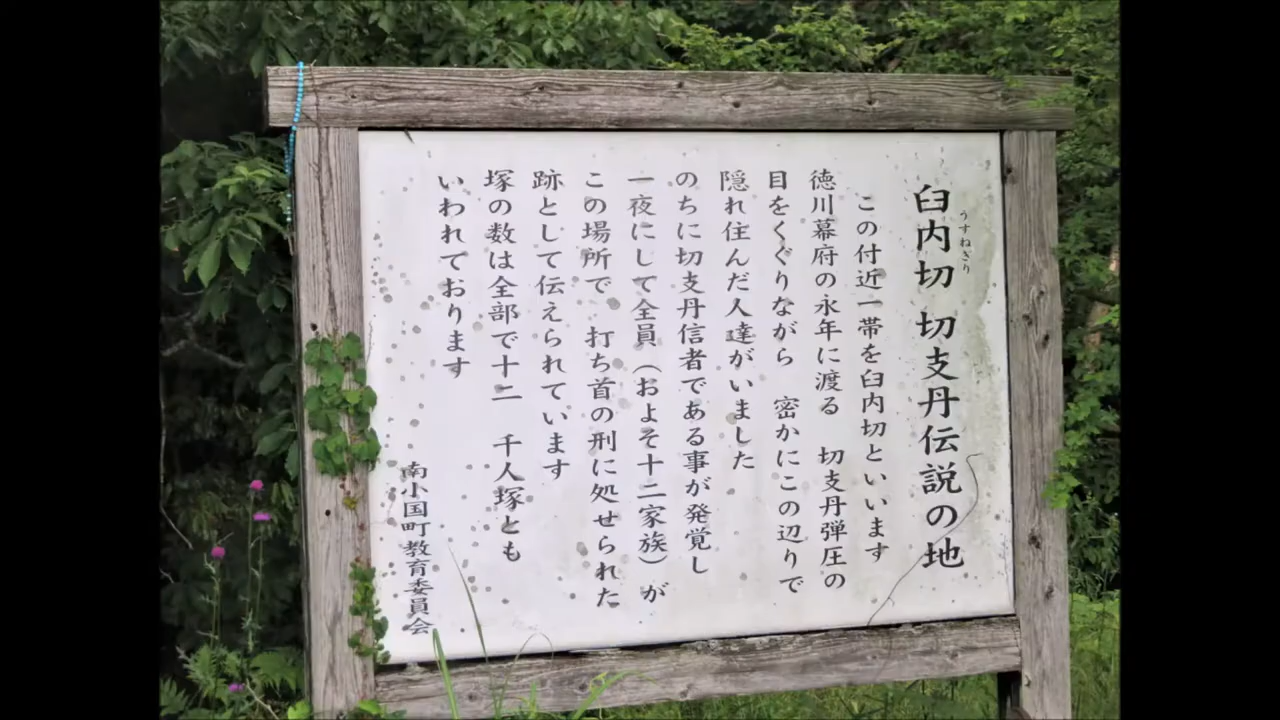 臼内切 切支丹伝説の地
うすねぎり
この付近一帯を臼内切といいます
徳川幕府の永年に渡る 切支丹弾圧の
目をくぐりながら 密かにこの辺りで
隠れ住んだ人達がいました
のちに切支丹信者である事が発覚し
一夜にして全員（およそ十二家族）が
この場所で 打ち首の刑に処せられた
跡として伝えられています
塚の数は全部で十二 千人塚とも
いわれております
南小国町教育委員会